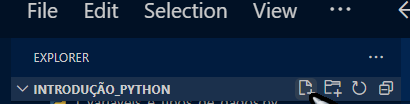 File Edit Selection View ...
EXPLORER ...
INTRODUÇÃO_PYTHON